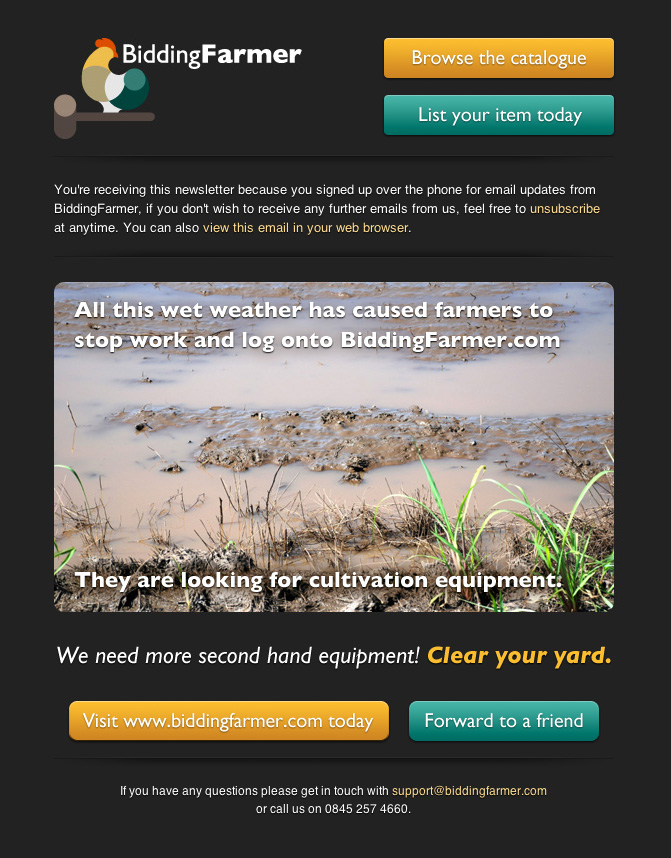 BiddingFarmer
Browse the catalogue
List your item today
You're receiving this newsletter because you signed up over the phone for email updates from
BiddingFarmer, if you don't wish to receive any further emails from us, feel free to unsubscribe
at anytime. You can also view this email in your web browser.
All this wet weather has caused farmers to
stop work and log onto BiddingFarmer.com
They are looking for cultivation equipment.
We need more second hand equipment! Clear your yard.
Visit www.biddingfarmer.com today
Forward to a friend
If you have any questions please get in touch with support@biddingfarmer.com
or call us on 0845 257 4660.